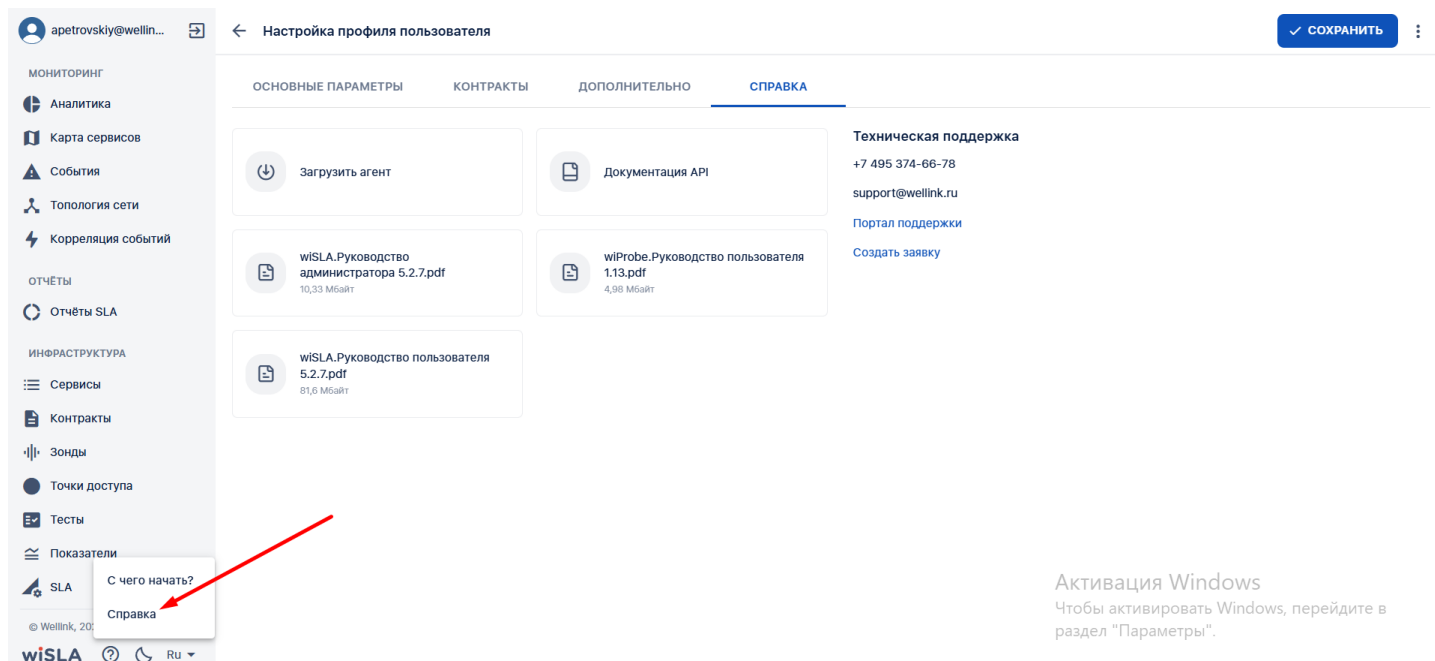 apetrovskiy@wellin...
МОНИТОРИНГ
Аналитика
Карта сервисов
События
Топология сети
Корреляция событий
ОТЧЁТЫ
Отчёты SLA
ИНФРАСТРУКТУРА
Сервисы
Контракты
Зонды
Точки доступа
Тесты
Показатели
SLA
С чего начать?
Справка
© Wellink, 20
wiSLA
Ru
Настройка профиля пользователя
СОХРАНИТЬ
ОСНОВНЫЕ ПАРАМЕТРЫ
КОНТРАКТЫ
ДОПОЛНИТЕЛЬНО
СПРАВКА
Загрузить агент
Документация API
wiSLA.Руководство
администратора 5.2.7.pdf
10,33 Мбайт
wiProbe.Руководство пользователя
1.13.pdf
4,98 Мбайт
wiSLA.Руководство пользователя
5.2.7.pdf
81,6 Мбайт
Техническая поддержка
+7 495 374-66-78
support@wellink.ru
Портал поддержки
Создать заявку
Активация Windows
Чтобы активировать Windows, перейдите в
раздел "Параметры".